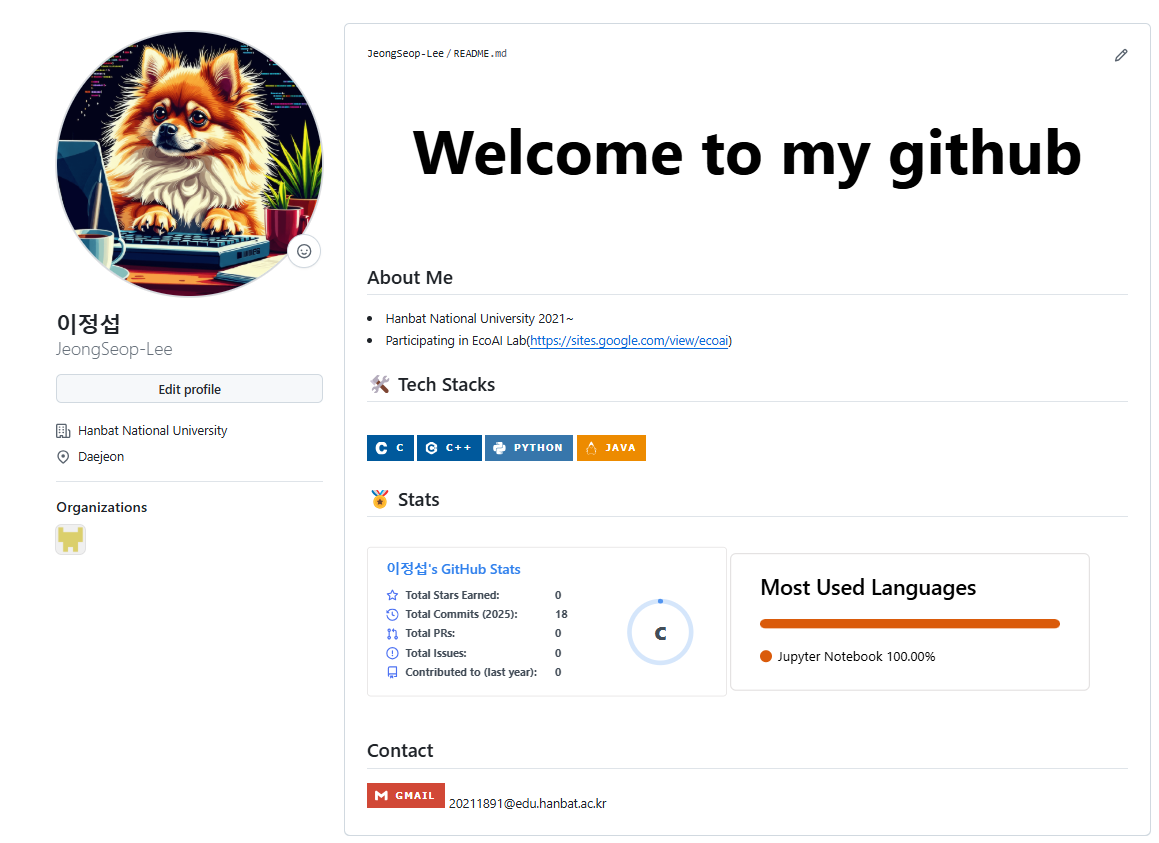 이정섭
JeongSeop-Lee
Edit profile
Hanbat National University
Daejeon
Organizations
JeongSeop-Lee / README.md
Welcome to my github
About Me
Hanbat National University 2021~
Participating in EcoAI Lab(https://sites.google.com/view/ecoai)
Tech Stacks
C C++ PYTHON JAVA
Stats
이정섭's GitHub Stats
Total Stars Earned: 0
Total Commits (2025): 18
Total PRs: 0
Total Issues: 0
Contributed to (last year): 0
C
Most Used Languages
Jupyter Notebook 100.00%
Contact
GMAIL 20211891@edu.hanbat.ac.kr